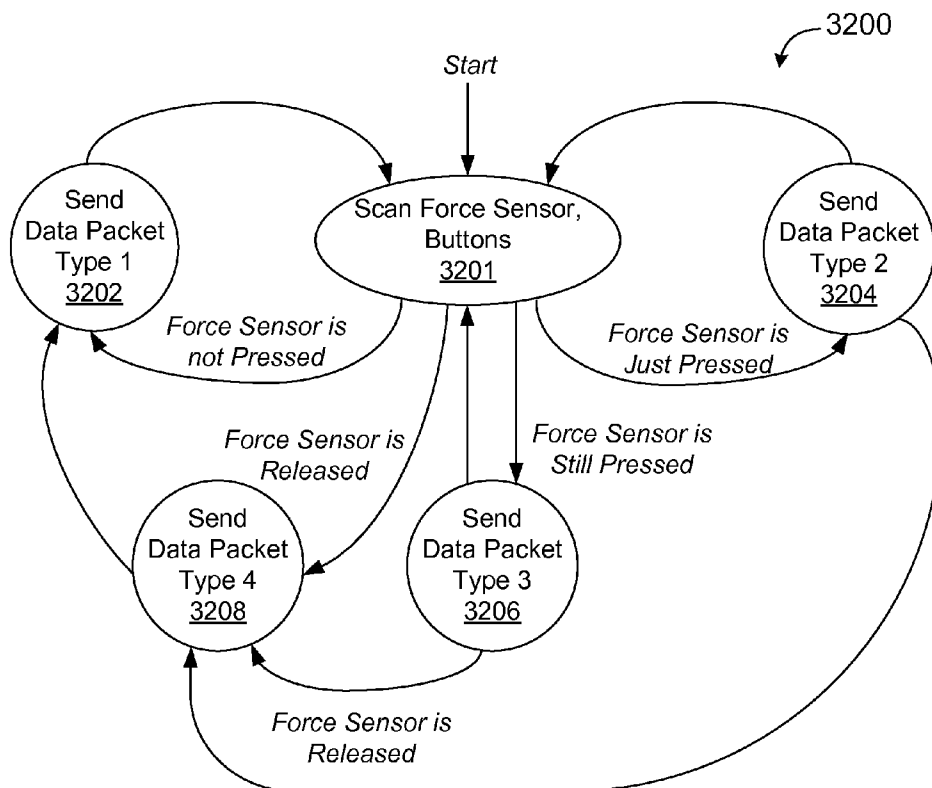 3200
Start
Send
Data Packet
Type 1
3202
Scan Force Sensor,
Buttons
3201
Send
Data Packet
Type 2
3204
Force Sensor is
not Pressed
Force Sensor is
Just Pressed
Force Sensor is
Released
Force Sensor is
Still Pressed
Send
Data Packet
Type 4
3208
Send
Data Packet
Type 3
3206
Force Sensor is
Released